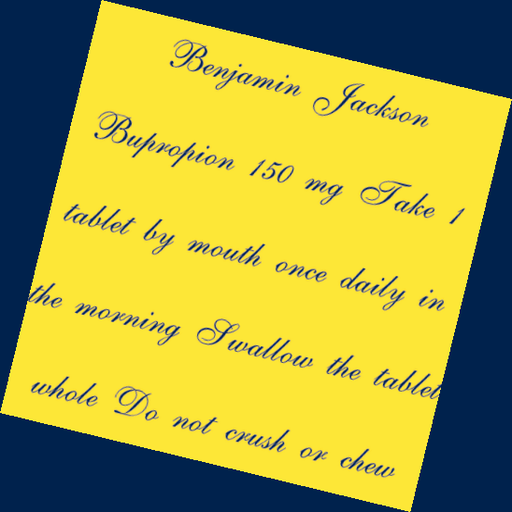 Benjamin Jackson
Bupropion 150 mg Take 1
tablet by mouth once daily in
the morning Swallow the tablet
whole Do not crush or chew